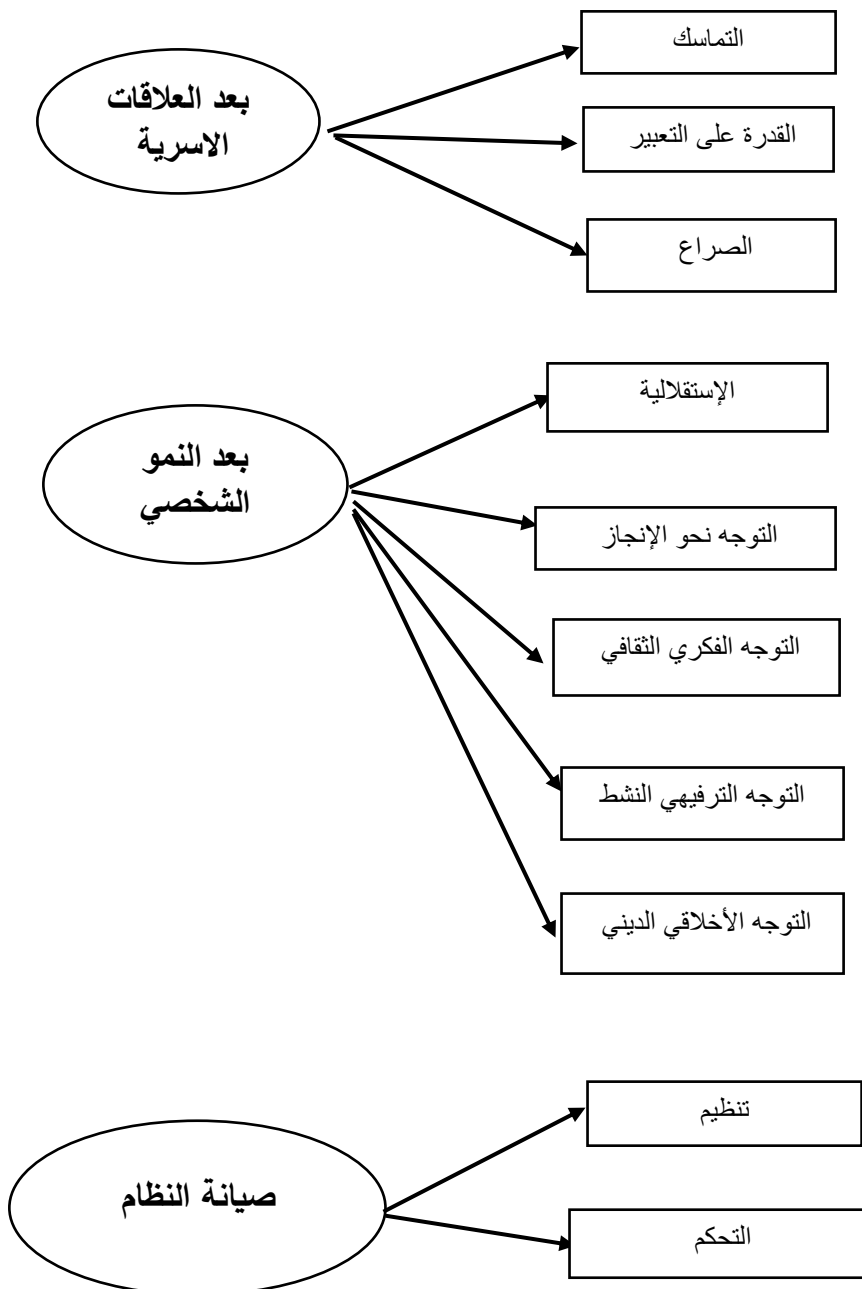 بعد العلاقات
الاسرية
التماسك
القدرة على التعبير
الصراع
بعد النمو
الشخصي
الإستقلالية
التوجه نحو الإنجاز
التوجه الفكري الثقافي
التوجه الترفيهي النشط
التوجه الأخلاقي الديني
صيانة النظام
تنظيم
التحكم